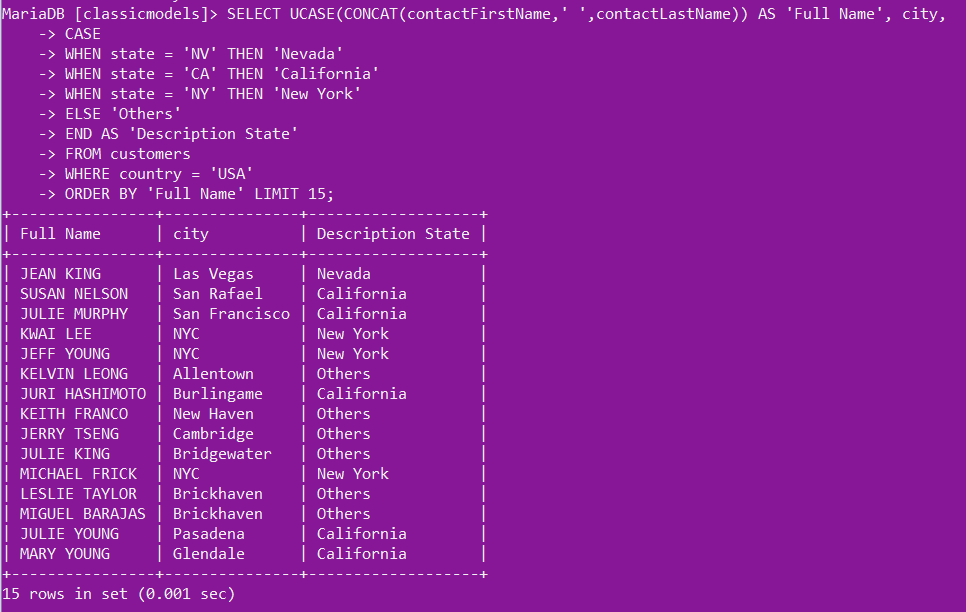 MariaDB [classicmodels]> SELECT UCASE(CONCAT(contactFirstName,' ',contactLastName)) AS 'Full Name', city,
    -> CASE
    -> WHEN state = 'NV' THEN 'Nevada'
    -> WHEN state = 'CA' THEN 'California'
    -> WHEN state = 'NY' THEN 'New York'
    -> ELSE 'Others'
    -> END AS 'Description State'
    -> FROM customers
    -> WHERE country = 'USA'
    -> ORDER BY 'Full Name' LIMIT 15;
+----------------+---------------+-------------------+
| Full Name      | city          | Description State |
+----------------+---------------+-------------------+
| JEAN KING      | Las Vegas     | Nevada            |
| SUSAN NELSON   | San Rafael    | California        |
| JULIE MURPHY   | San Francisco | California        |
| KWAI LEE       | NYC           | New York          |
| JEFF YOUNG     | NYC           | New York          |
| KELVIN LEONG   | Allentown     | Others            |
| JURI HASHIMOTO | Burlingame    | California        |
| KEITH FRANCO   | New Haven     | Others            |
| JERRY TSENG    | Cambridge     | Others            |
| JULIE KING     | Bridgewater   | Others            |
| MICHAEL FRICK  | NYC           | New York          |
| LESLIE TAYLOR  | Brickhaven    | Others            |
| MIGUEL BARAJAS | Brickhaven    | Others            |
| JULIE YOUNG    | Pasadena      | California        |
| MARY YOUNG     | Glendale      | California        |
+----------------+---------------+-------------------+
15 rows in set (0.001 sec)